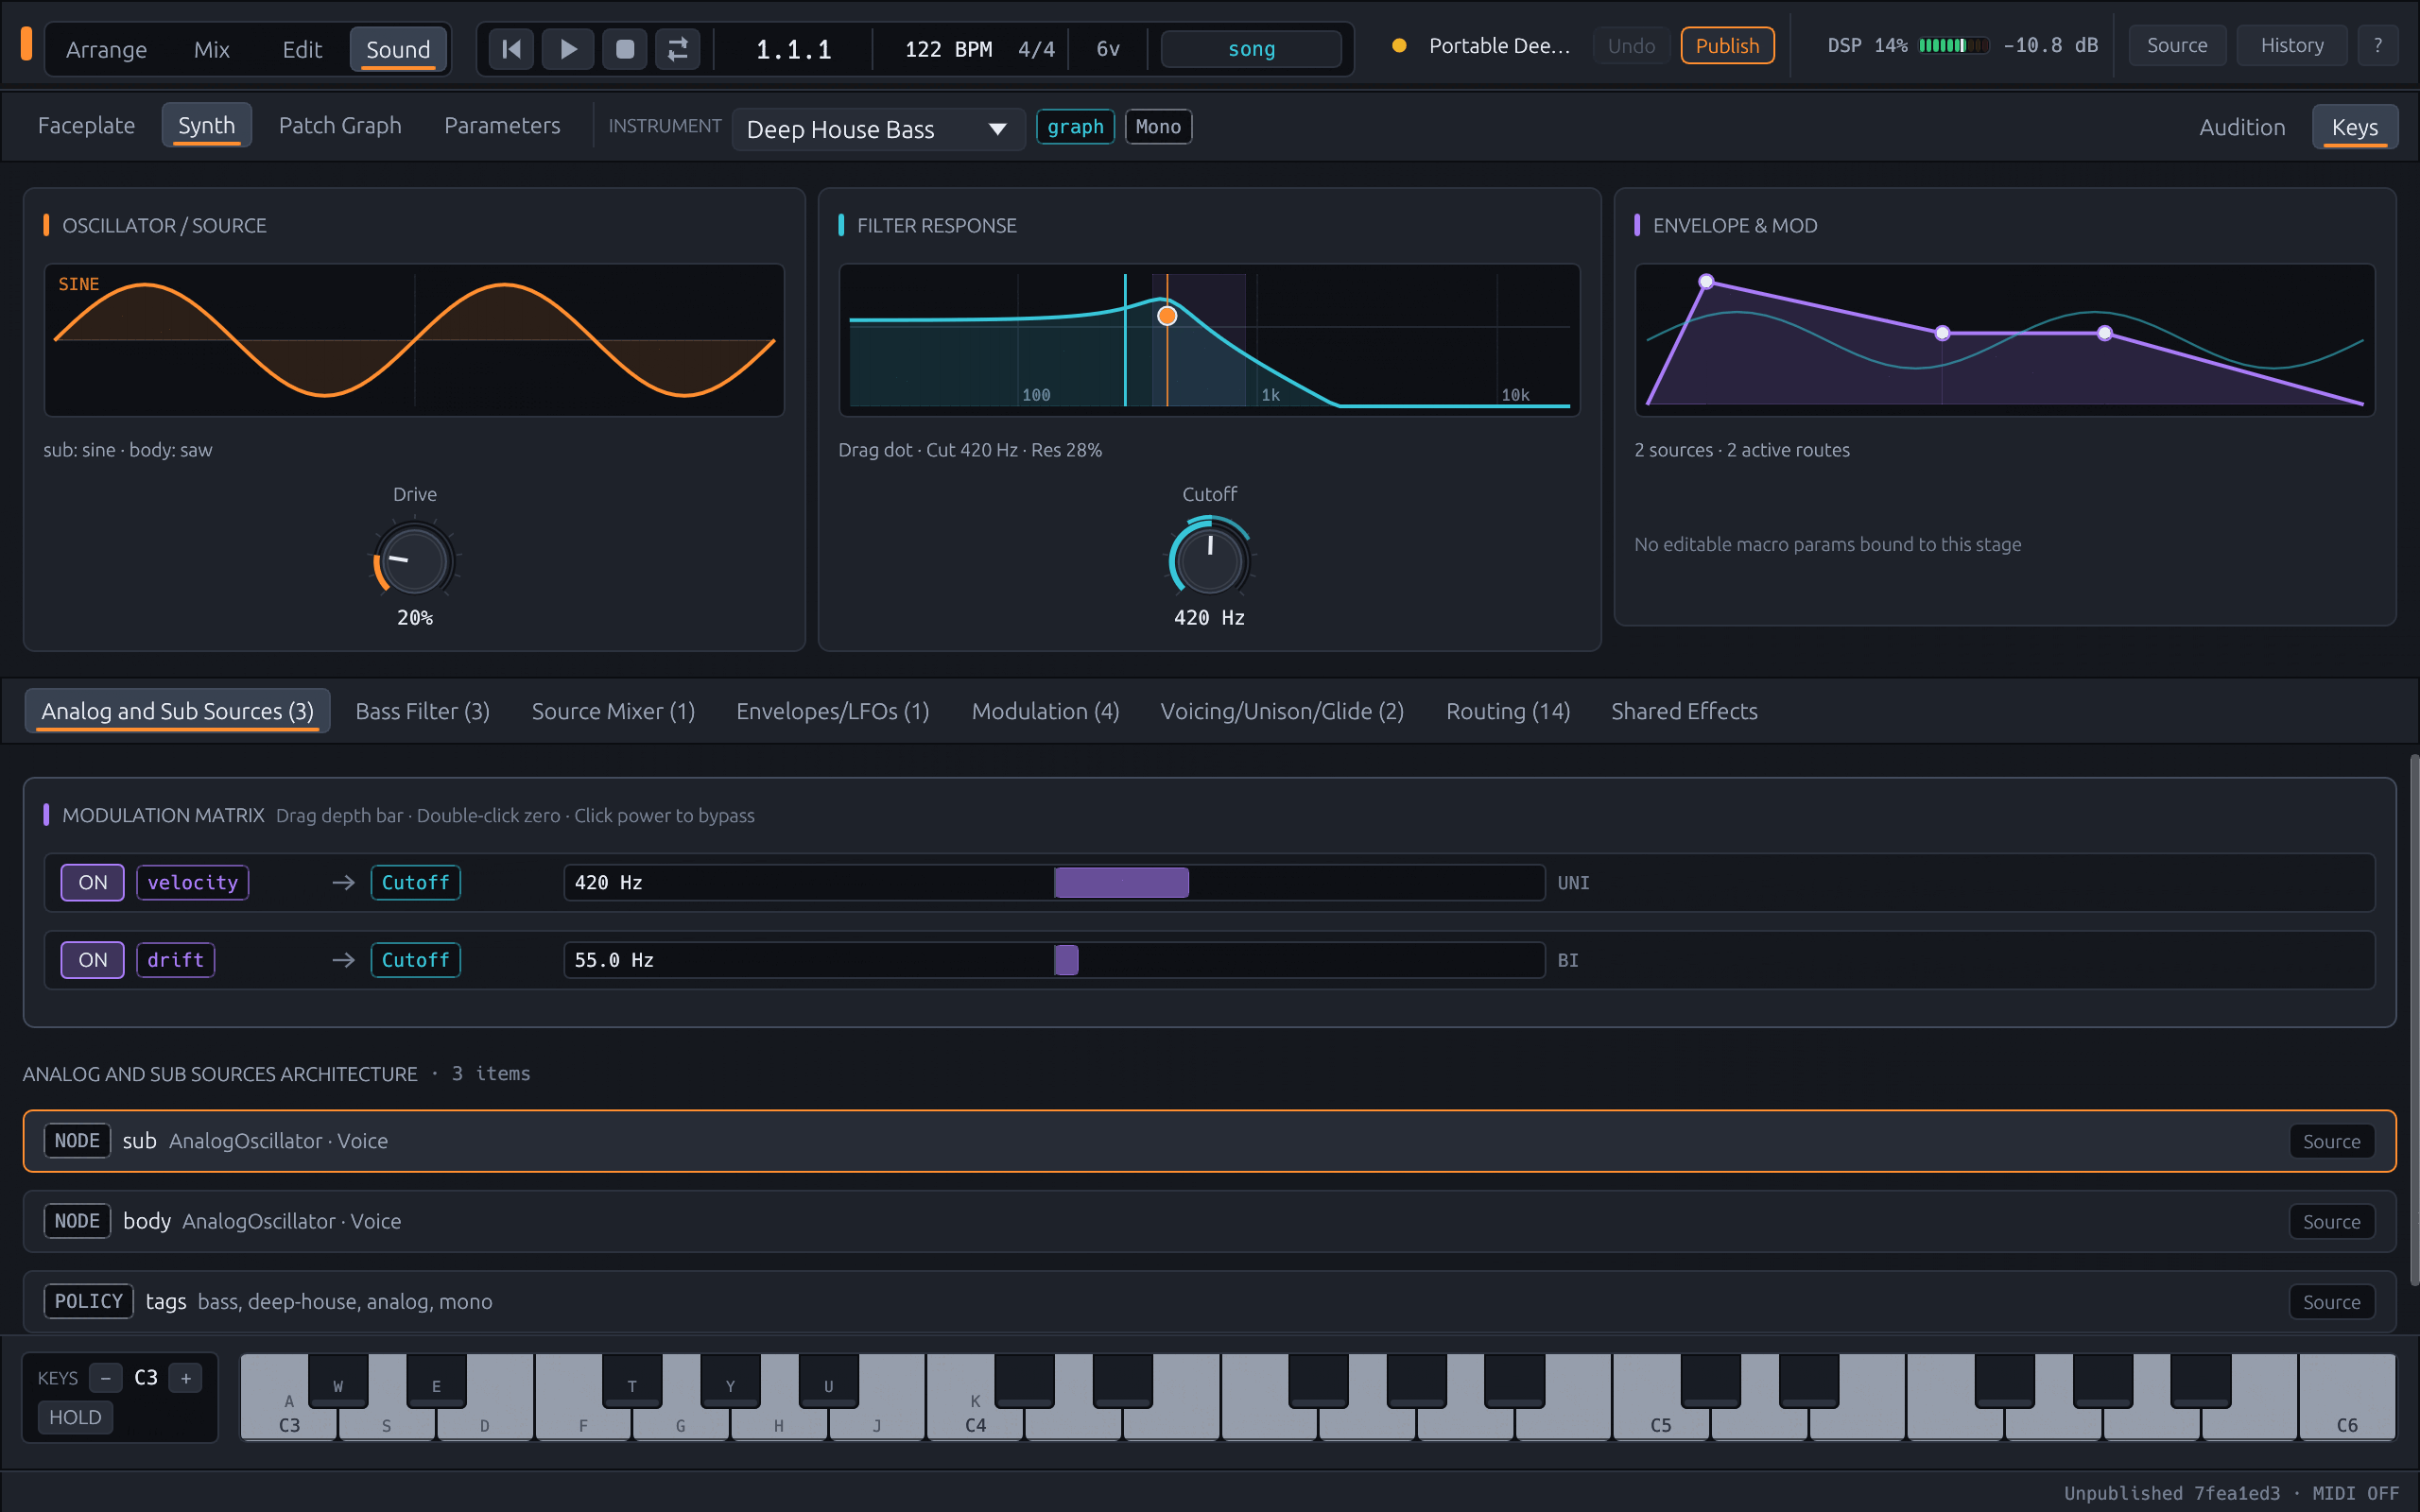 Arrange Mix Edit Sound 1.1.1 122 BPM 4/4 6v song Portable Dee... Undo Publish DSP 14% -10.8 dB Source History ?
Faceplate Synth Patch Graph Parameters INSTRUMENT Deep House Bass graph Mono Audition Keys
OSCILLATOR / SOURCE
SINE
sub: sine · body: saw
Drive
20%
FILTER RESPONSE
100 1k 10k
Drag dot · Cut 420 Hz · Res 28%
Cutoff
420 Hz
ENVELOPE & MOD
2 sources · 2 active routes
No editable macro params bound to this stage
Analog and Sub Sources (3) Bass Filter (3) Source Mixer (1) Envelopes/LFOs (1) Modulation (4) Voicing/Unison/Glide (2) Routing (14) Shared Effects
MODULATION MATRIX Drag depth bar · Double-click zero · Click power to bypass
ON velocity → Cutoff 420 Hz UNI
ON drift → Cutoff 55.0 Hz BI
ANALOG AND SUB SOURCES ARCHITECTURE · 3 items
NODE sub AnalogOscillator · Voice Source
NODE body AnalogOscillator · Voice Source
POLICY tags bass, deep-house, analog, mono Source
KEYS - C3 +
HOLD
W E T Y U
A K
C3 S D F G H J C4 C5 C6
Unpublished 7fea1ed3 · MIDI OFF